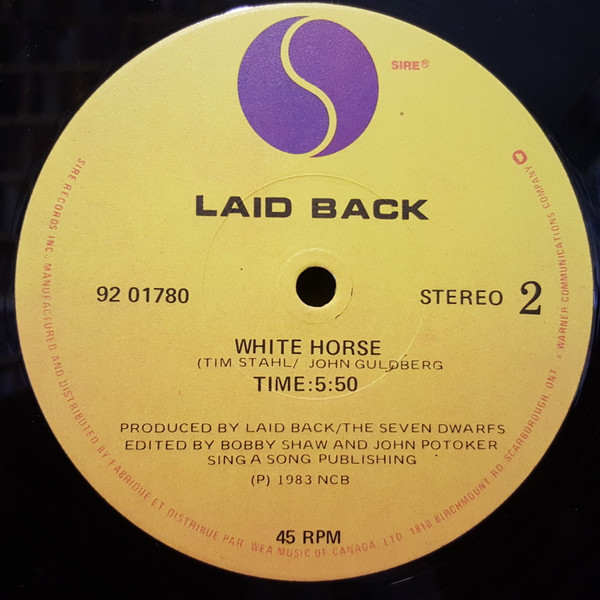 SIRE®
LAID BACK
92 01780
STEREO 2
WHITE HORSE
(TIM STAHL/ JOHN GULDBERG
TIME:5:50
PRODUCED BY LAID BACK/THE SEVEN DWARFS
EDITED BY BOBBY SHAW AND JOHN POTOKER
SING A SONG PUBLISHING
(P) 1983 NCB
45 RPM
SIRE RECORDS INC. MANUFACTURED AND DISTRIBUTED BY FABRIQUE ET DISTRIBUE PAR WEA MUSIC OF CANADA, LTD. 1810 BIRCHMOUNT RD SCARBOROUGH, ONT. WARNER COMMUNICATIONS COMPANY